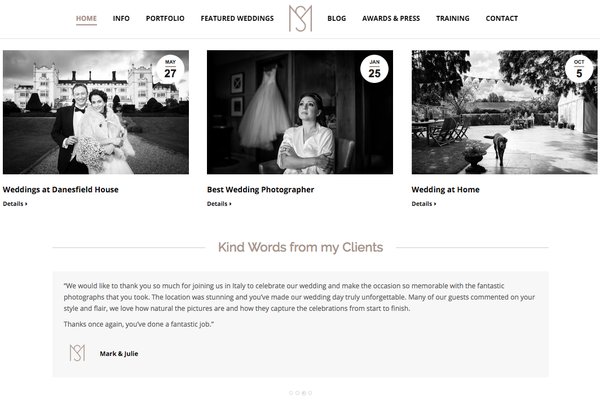 HOME INFO PORTFOLIO FEATURED WEDDINGS MS BLOG AWARDS & PRESS TRAINING CONTACT
MAY
27
JAN
25
OCT
5
Weddings at Danesfield House
Details
Best Wedding Photographer
Details
Wedding at Home
Details
Kind Words from my Clients
“We would like to thank you so much for joining us in Italy to celebrate our wedding and make the occasion so memorable with the fantastic
photographs that you took. The location was stunning and you’ve made our wedding day truly unforgettable. Many of our guests commented on your
style and flair, we love how natural the pictures are and how they capture the celebrations from start to finish.
Thanks once again, you’ve done a fantastic job.”
MS
Mark & Julie